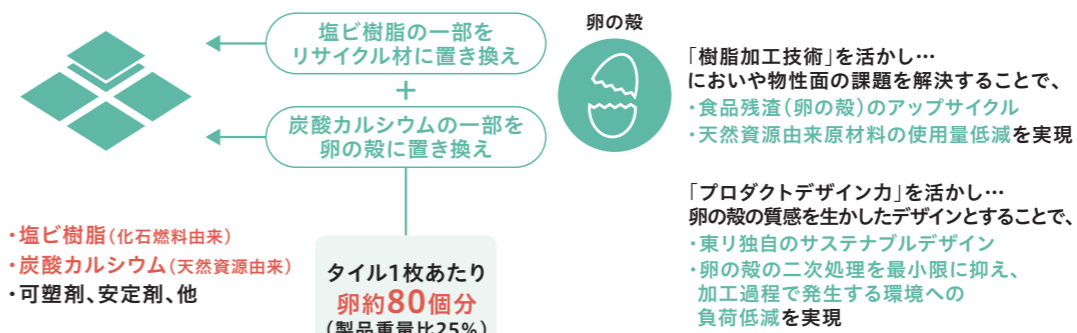 塩ビ樹脂の一部を
リサイクル材に置き換え
+
炭酸カルシウムの一部を
卵の殻に置き換え
卵の殻
・塩ビ樹脂(化石燃料由来)
・炭酸カルシウム(天然資源由来)
・可塑剤、安定剤、他
タイル1枚あたり
卵約80個分
(製品重量比25%)
「樹脂加工技術」を活かし…
においや物性面の課題を解決することで、
・食品残渣(卵の殻)のアップサイクル
・天然資源由来原材料の使用量低減を実現
「プロダクトデザイン力」を活かし…
卵の殻の質感を生かしたデザインとすることで、
・東リ独自のサステナブルデザイン
・卵の殻の二次処理を最小限に抑え、
加工過程で発生する環境への
負荷低減を実現